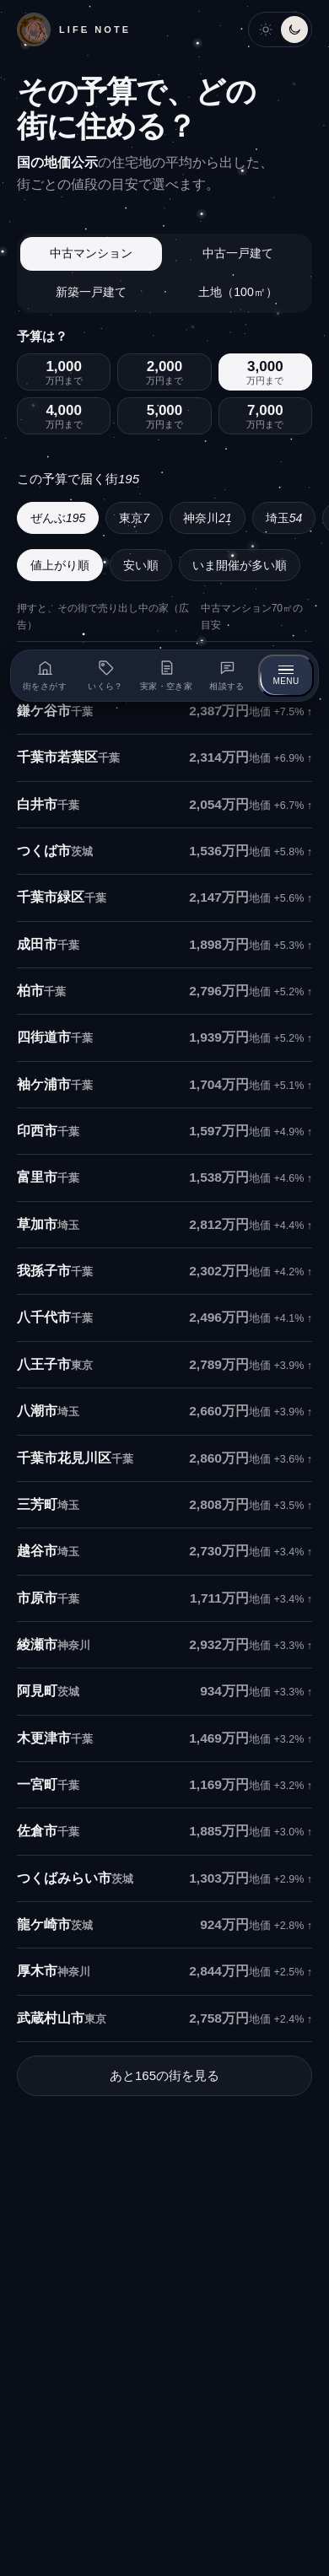 LIFE NOTE
その予算で、どの
街に住める？
国の地価公示の住宅地の平均から出した、
街ごとの値段の目安で選べます。
中古マンション
中古一戸建て
新築一戸建て
土地（100㎡）
予算は？
1,000
万円まで
2,000
万円まで
3,000
万円まで
4,000
万円まで
5,000
万円まで
7,000
万円まで
この予算で届く街195
ぜんぶ195
東京7
神奈川21
埼玉54
値上がり順
安い順
いま開催が多い順
押すと、その街で売り出し中の家（広
告）
中古マンション70㎡の
目安
街をさがす
いくら？
実家・空き家
相談する
MENU
鎌ケ谷市千葉 2,387万円地価 +7.5% ↑
千葉市若葉区千葉 2,314万円地価 +6.9% ↑
白井市千葉 2,054万円地価 +6.7% ↑
つくば市茨城 1,536万円地価 +5.8% ↑
千葉市緑区千葉 2,147万円地価 +5.6% ↑
成田市千葉 1,898万円地価 +5.3% ↑
柏市千葉 2,796万円地価 +5.2% ↑
四街道市千葉 1,939万円地価 +5.2% ↑
袖ケ浦市千葉 1,704万円地価 +5.1% ↑
印西市千葉 1,597万円地価 +4.9% ↑
富里市千葉 1,538万円地価 +4.6% ↑
草加市埼玉 2,812万円地価 +4.4% ↑
我孫子市千葉 2,302万円地価 +4.2% ↑
八千代市千葉 2,496万円地価 +4.1% ↑
八王子市東京 2,789万円地価 +3.9% ↑
八潮市埼玉 2,660万円地価 +3.9% ↑
千葉市花見川区千葉 2,860万円地価 +3.6% ↑
三芳町埼玉 2,808万円地価 +3.5% ↑
越谷市埼玉 2,730万円地価 +3.4% ↑
市原市千葉 1,711万円地価 +3.4% ↑
綾瀬市神奈川 2,932万円地価 +3.3% ↑
阿見町茨城 934万円地価 +3.3% ↑
木更津市千葉 1,469万円地価 +3.2% ↑
一宮町千葉 1,169万円地価 +3.2% ↑
佐倉市千葉 1,885万円地価 +3.0% ↑
つくばみらい市茨城 1,303万円地価 +2.9% ↑
龍ケ崎市茨城 924万円地価 +2.8% ↑
厚木市神奈川 2,844万円地価 +2.5% ↑
武蔵村山市東京 2,758万円地価 +2.4% ↑
あと165の街を見る